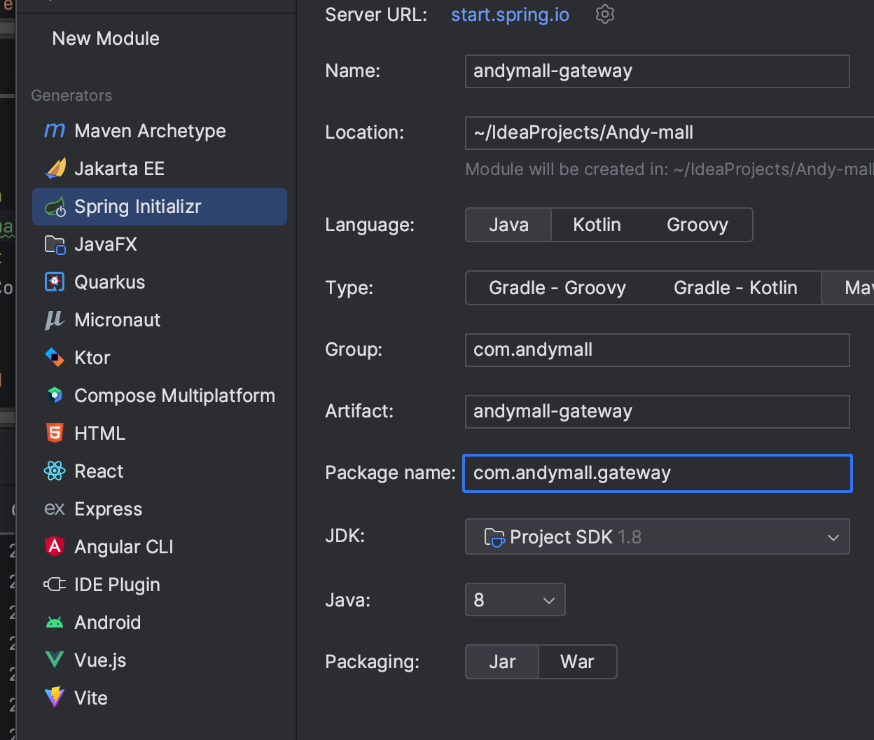 New Module
Generators
Maven Archetype
Jakarta EE
Spring Initializr
JavaFX
Quarkus
Micronaut
Ktor
Compose Multiplatform
HTML
React
ex Express
Angular CLI
IDE Plugin
Android
Vue.js
Vite
Server URL: start.spring.io
Name: andymall-gateway
Location: ~/IdeaProjects/Andy-mall
Module will be created in: ~/IdeaProjects/Andy-mall
Language: Java Kotlin Groovy
Type: Gradle - Groovy Gradle - Kotlin Mav
Group: com.andymall
Artifact: andymall-gateway
Package name: com.andymall.gateway
JDK: Project SDK 1.8
Java: 8
Packaging: Jar War